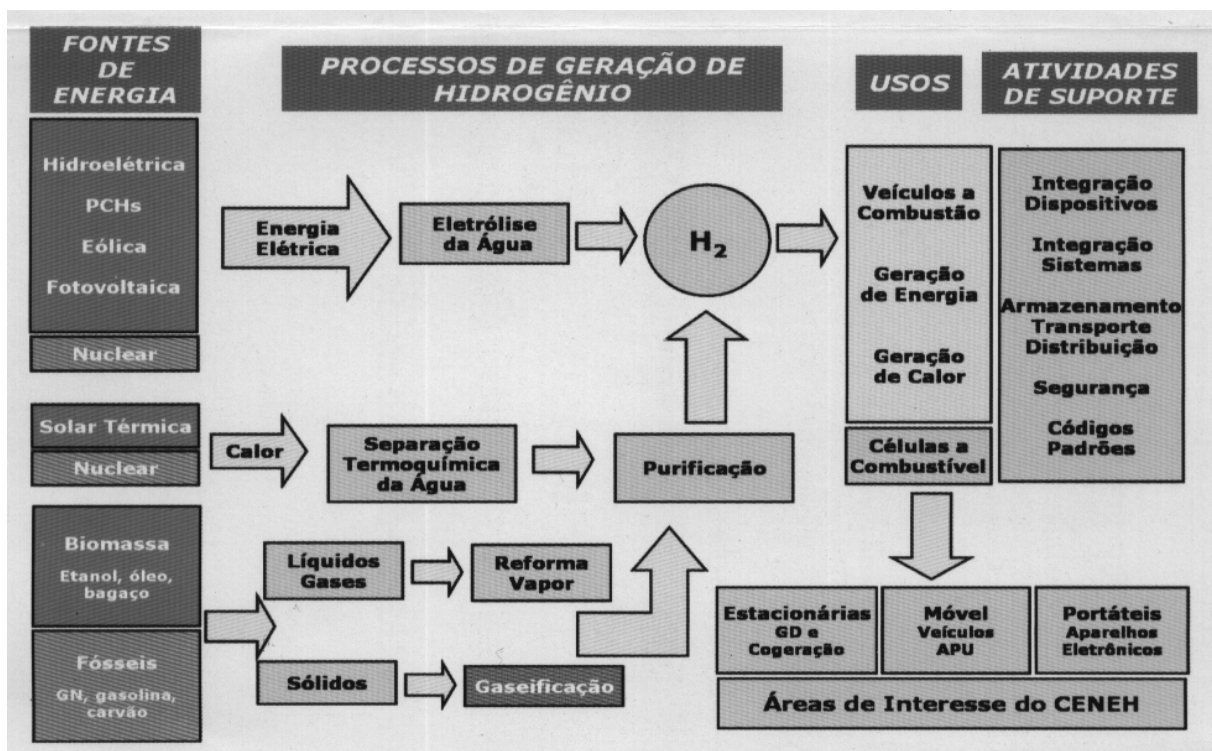 FONTES
DE
ENERGIA
PROCESSOS DE GERAÇÃO DE
HIDROGÊNIO
USOS
ATIVIDADES
DE SUPORTE
Hidroelétrica
PCHs
Eólica
Fotovoltaica
Nuclear
Energia
Elétrica
Eletrólise
da Água
H2
Veículos a
Combustão
Geração
de Energia
Geração
de Calor
Células a
Combustível
Integração
Dispositivos
Integração
Sistemas
Armazenamento
Transporte
Distribuição
Segurança
Códigos
Padrões
Solar Térmica
Nuclear
Calor
Separação
Termoquímica
da Água
Purificação
Biomassa
Etanol, óleo,
bagaço
Fósseis
GN, gasolina,
carvão
Líquidos
Gases
Reforma
Vapor
Sólidos
Gaseificação
Estacionárias
GD e
Cogeração
Móvel
Veículos
APU
Portáteis
Aparelhos
Eletrônicos
Áreas de Interesse do CENEH